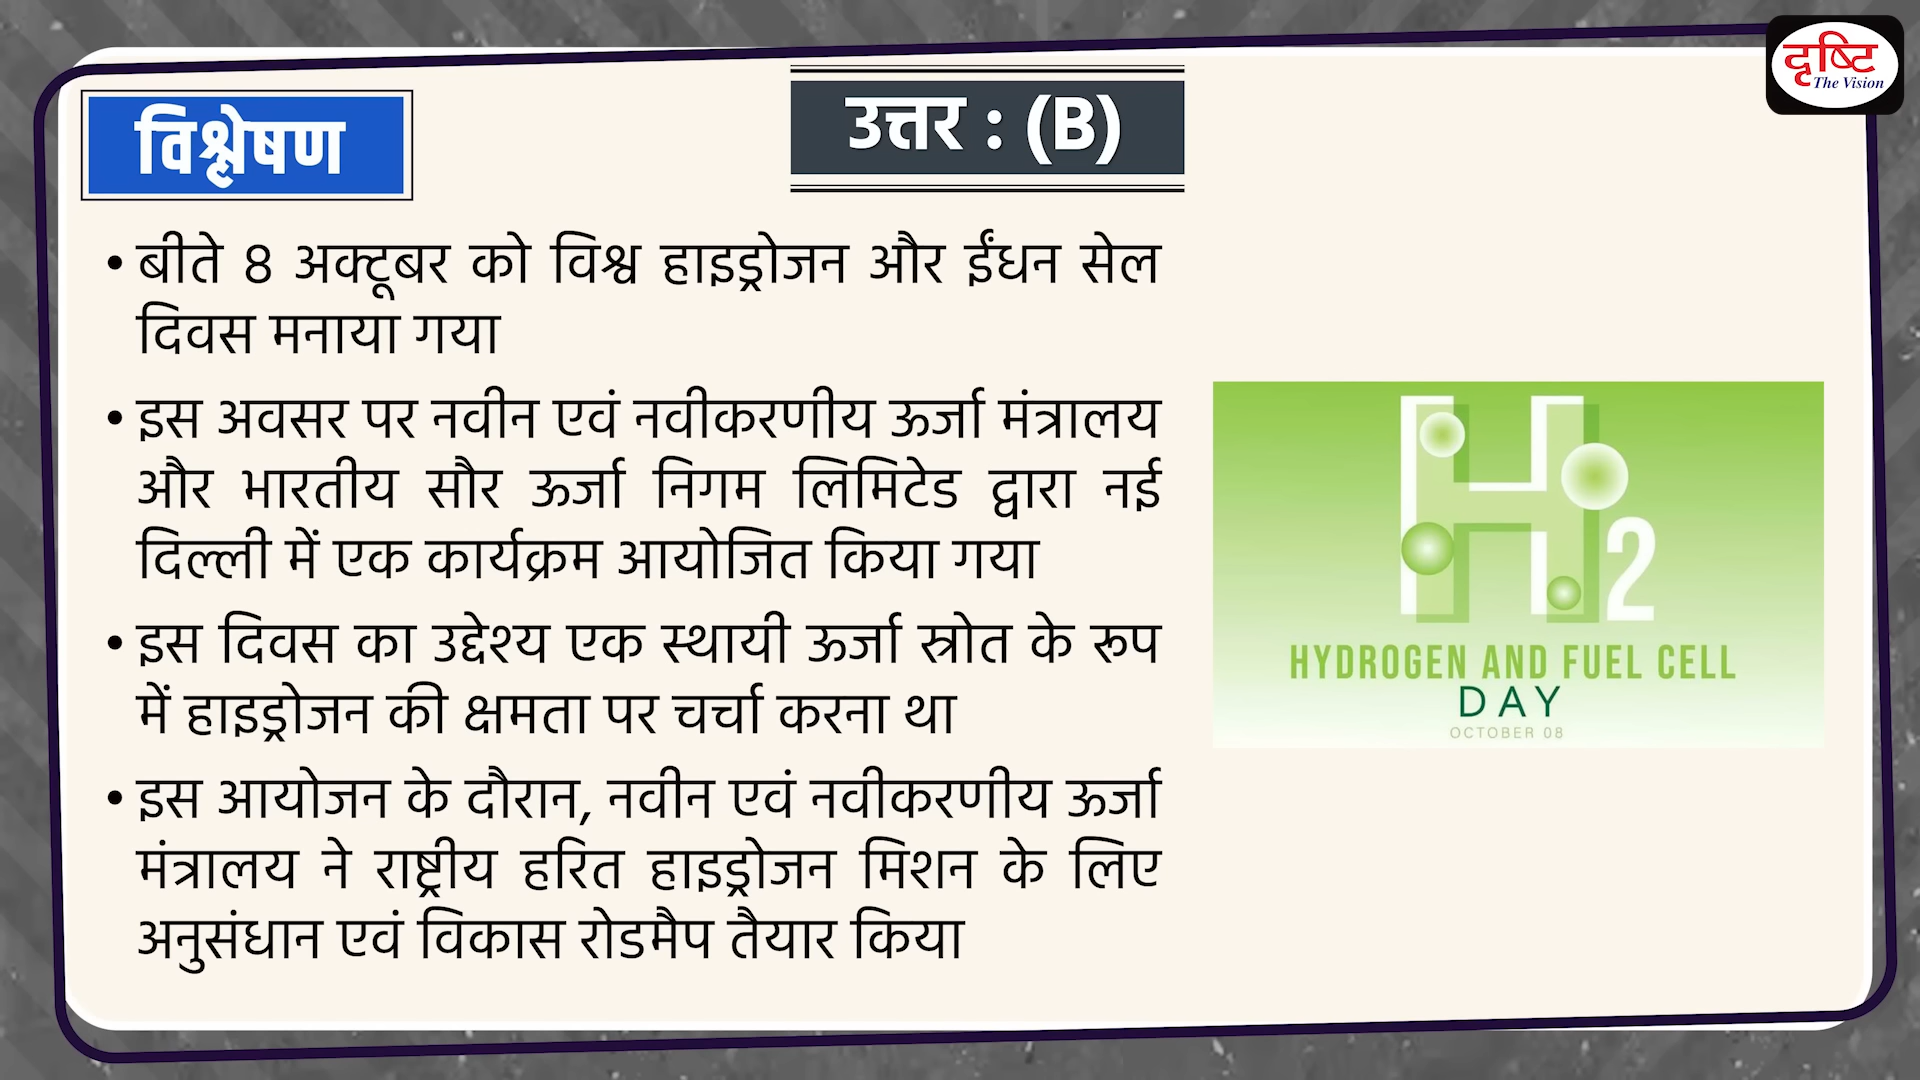 दृष्टि
The Vision
विश्लेषण
उत्तर : (B)
• बीते 8 अक्टूबर को विश्व हाइड्रोजन और ईंधन सेल
दिवस मनाया गया
• इस अवसर पर नवीन एवं नवीकरणीय ऊर्जा मंत्रालय
और भारतीय सौर ऊर्जा निगम लिमिटेड द्वारा नई
दिल्ली में एक कार्यक्रम आयोजित किया गया
• इस दिवस का उद्देश्य एक स्थायी ऊर्जा स्रोत के रूप
में हाइड्रोजन की क्षमता पर चर्चा करना था
• इस आयोजन के दौरान, नवीन एवं नवीकरणीय ऊर्जा
मंत्रालय ने राष्ट्रीय हरित हाइड्रोजन मिशन के लिए
अनुसंधान एवं विकास रोडमैप तैयार किया
H2
HYDROGEN AND FUEL CELL
DAY
OCTOBER 08